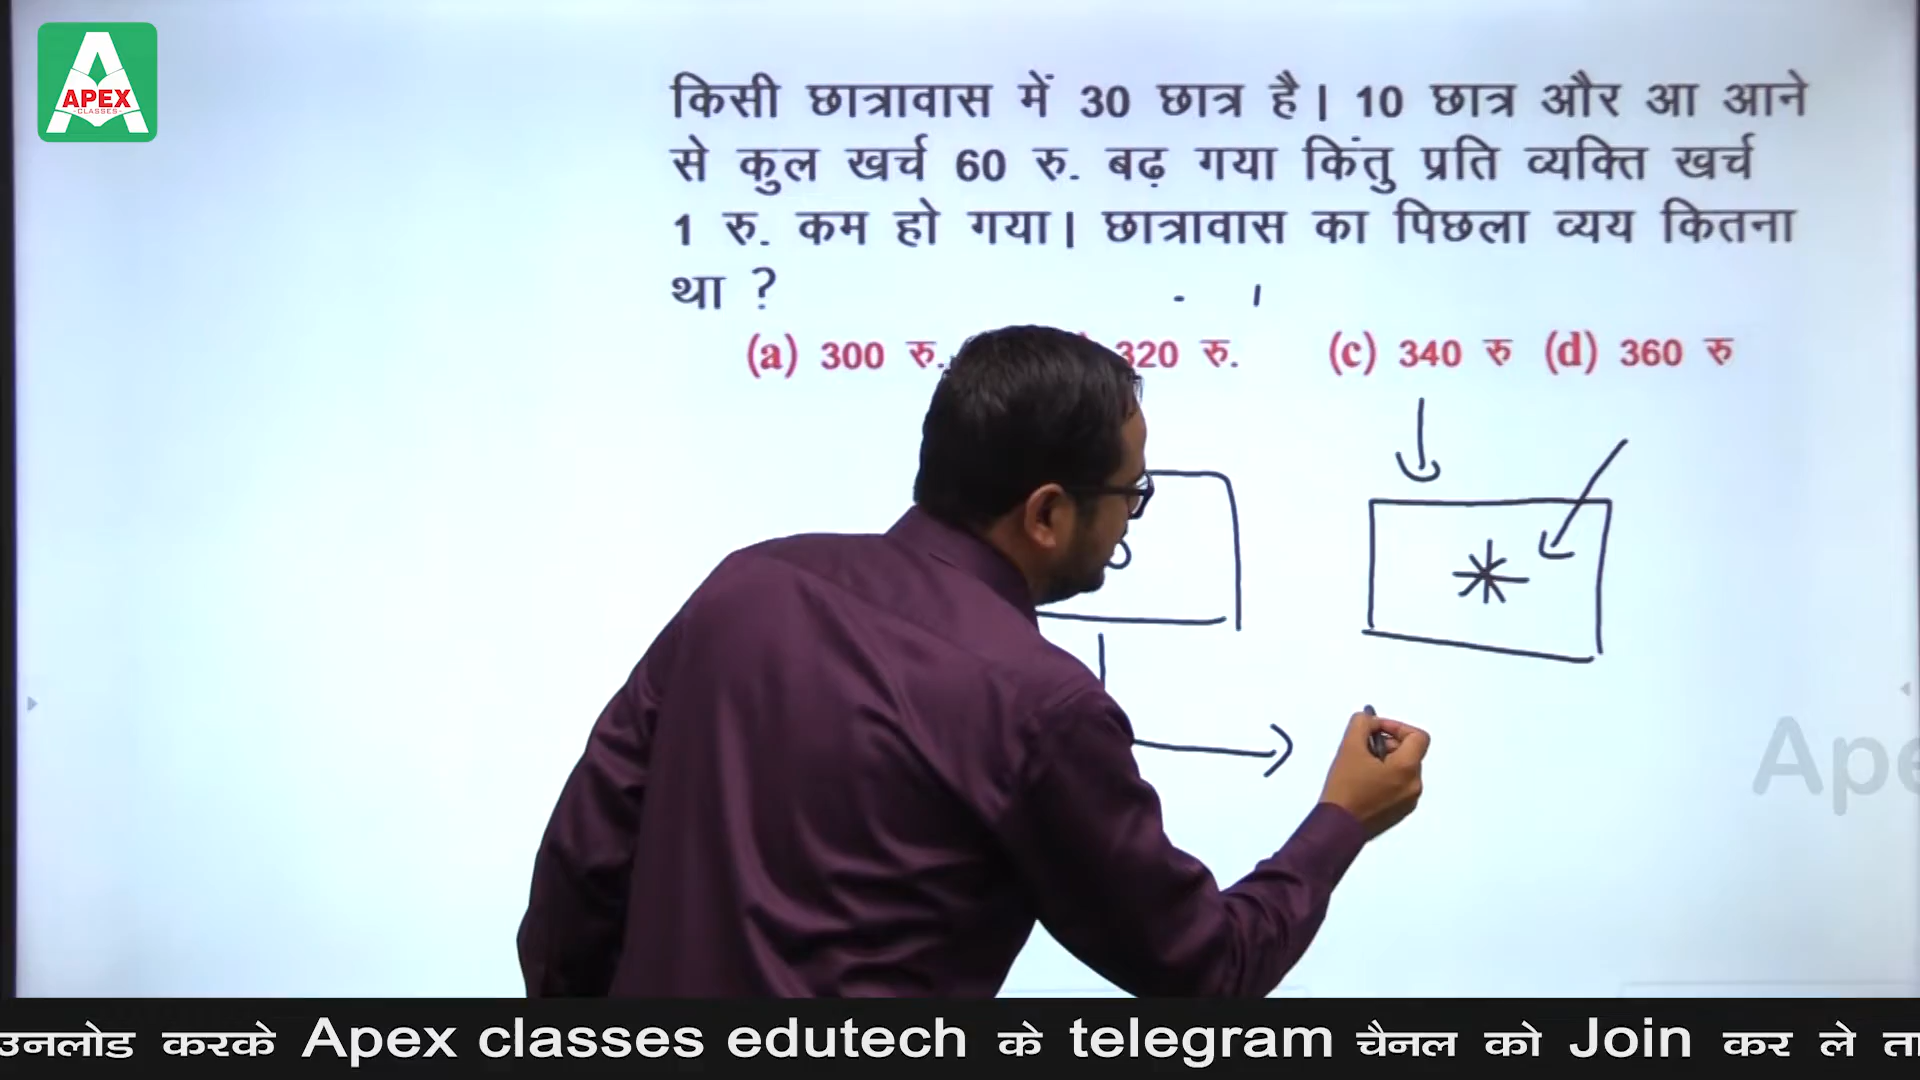 APEX
CLASSES
किसी छात्रावास में 30 छात्र है। 10 छात्र और आ आने
से कुल खर्च 60 रु. बढ़ गया किंतु प्रति व्यक्ति खर्च
1 रु. कम हो गया। छात्रावास का पिछला व्यय कितना
था ?
(a) 300 रु. 320 रु. (c) 340 रु (d) 360 रु
Ape
उनलोड करके Apex classes edutech के telegram चैनल को Join कर ले ता